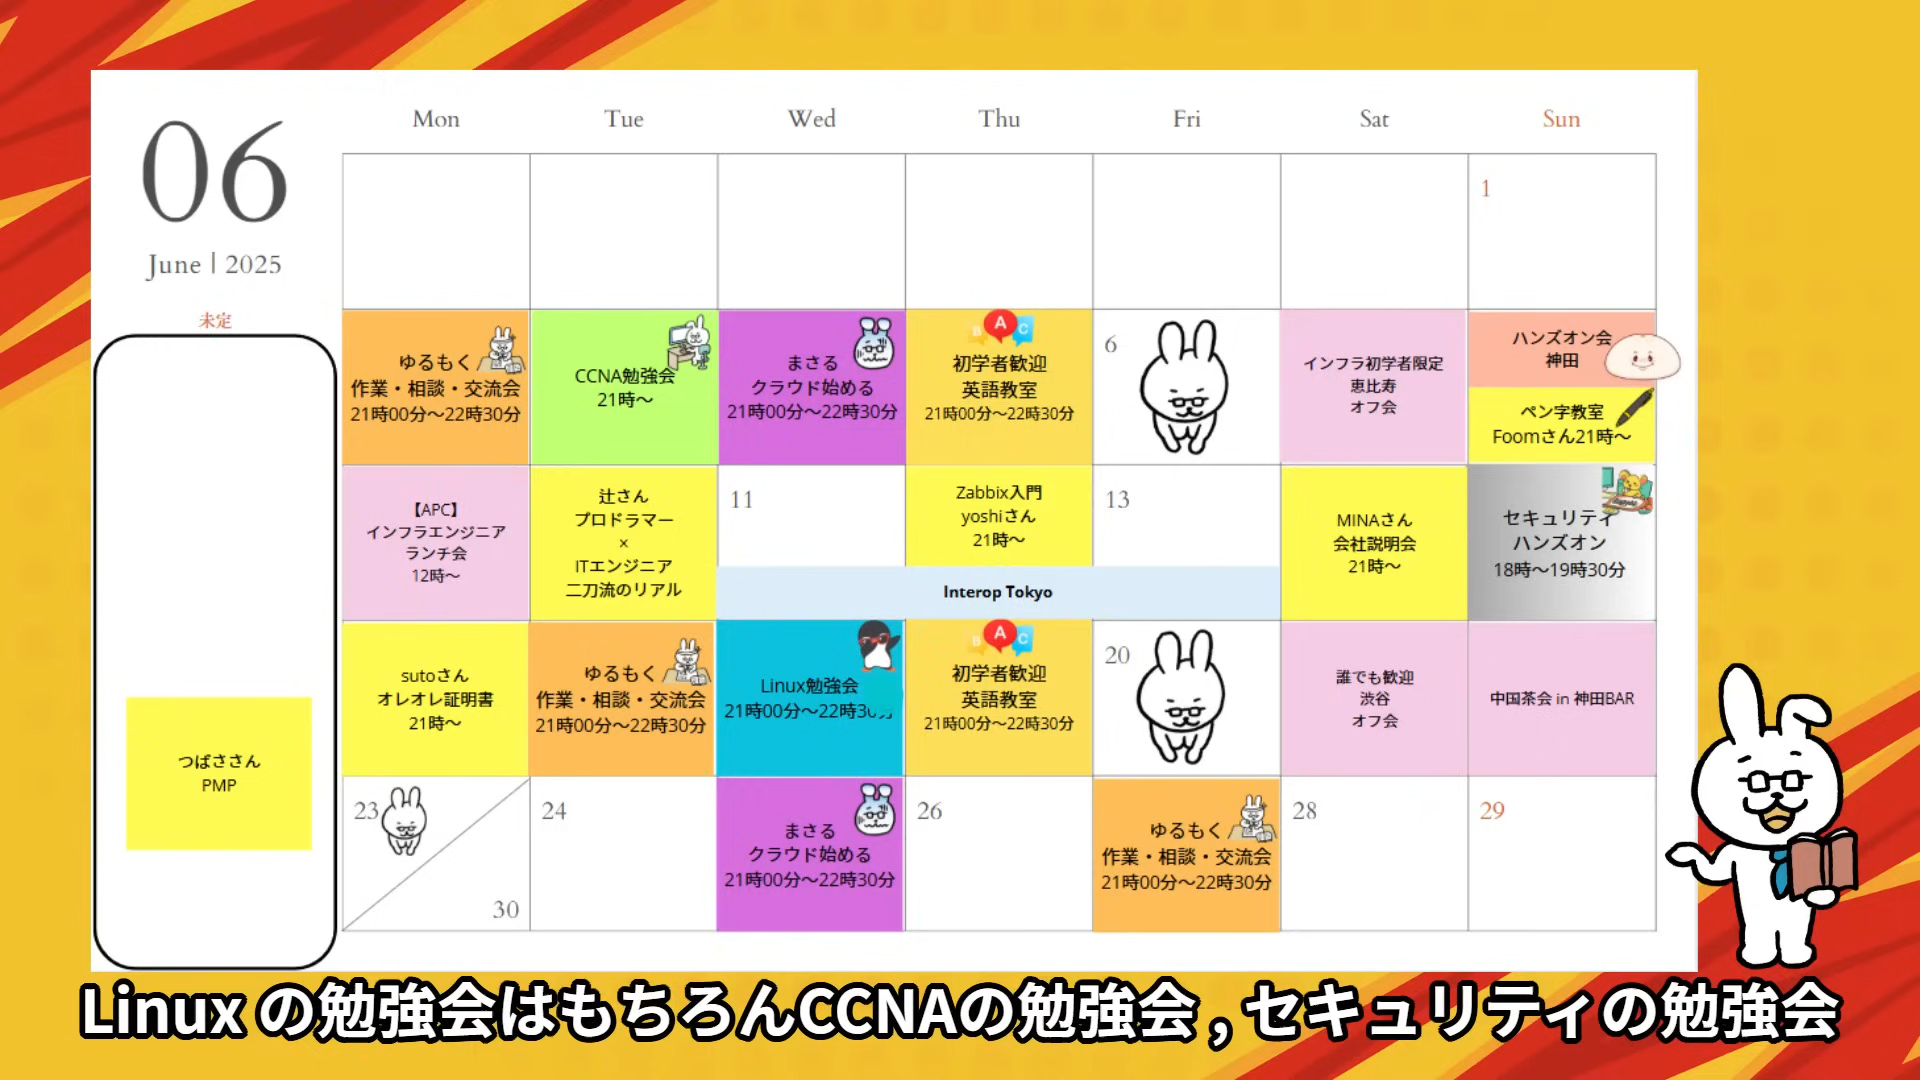 06
June | 2025
未定
つばささん
PMP
Mon Tue Wed Thu Fri Sat Sun
1
ゆるもく
作業・相談・交流会
21時00分～22時30分
CCNA勉強会
21時～
まさる
クラウド始める
21時00分～22時30分
B A C
初学者歓迎
英語教室
21時00分～22時30分
6
インフラ初学者限定
恵比寿
オフ会
ハンズオン会
神田
ペン字教室
Foomさん21時～
【APC】
インフラエンジニア
ランチ会
12時～
辻さん
プロドラマー
×
ITエンジニア
二刀流のリアル
11
Zabbix入門
yoshiさん
21時～
13
Interop Tokyo
MINAさん
会社説明会
21時～
セキュリティ
ハンズオン
18時～19時30分
sutoさん
オレオレ証明書
21時～
ゆるもく
作業・相談・交流会
21時00分～22時30分
Linux勉強会
21時00分～22時30分
B A C
初学者歓迎
英語教室
21時00分～22時30分
20
誰でも歓迎
渋谷
オフ会
中国茶会 in 神田BAR
23
30
24
まさる
クラウド始める
21時00分～22時30分
26
ゆるもく
作業・相談・交流会
21時00分～22時30分
28
29
Linux の勉強会はもちろんCCNAの勉強会 , セキュリティの勉強会